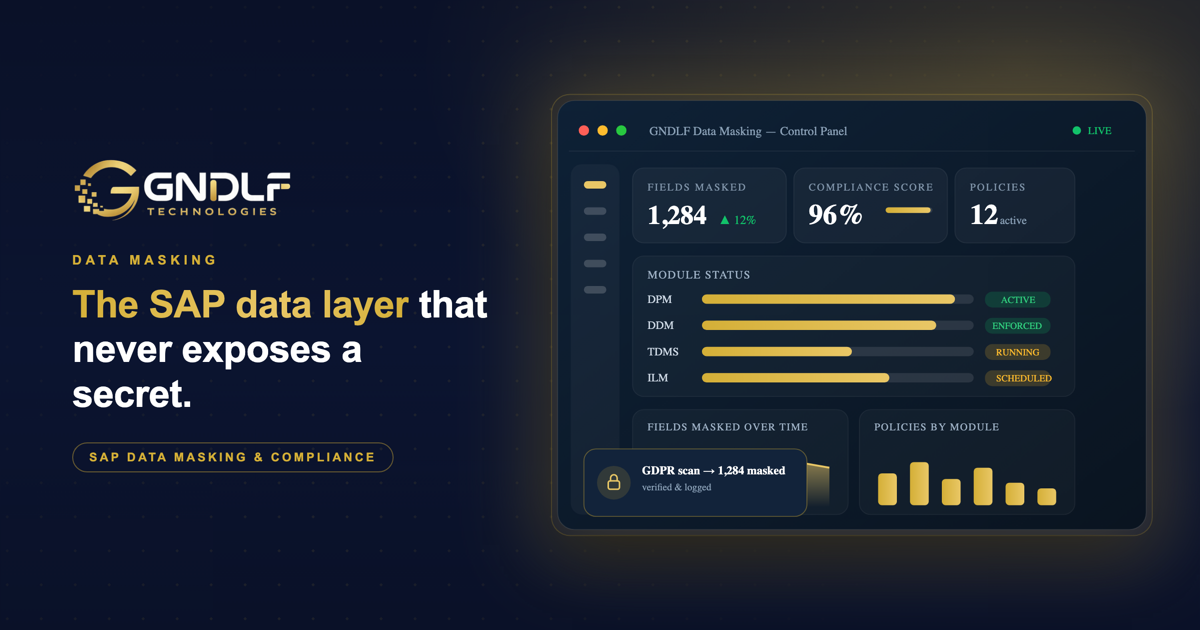 GNDLF
TECHNOLOGIES
DATA MASKING
The SAP data layer that
never exposes a
secret.
SAP DATA MASKING & COMPLIANCE
GNDLF Data Masking — Control Panel
LIVE
FIELDS MASKED
1,284 ▲ 12%
COMPLIANCE SCORE
96%
POLICIES
12 active
MODULE STATUS
DPM ACTIVE
DDM ENFORCED
TDMS RUNNING
ILM SCHEDULED
FIELDS MASKED OVER TIME
POLICIES BY MODULE
GDPR scan → 1,284 masked
verified & logged